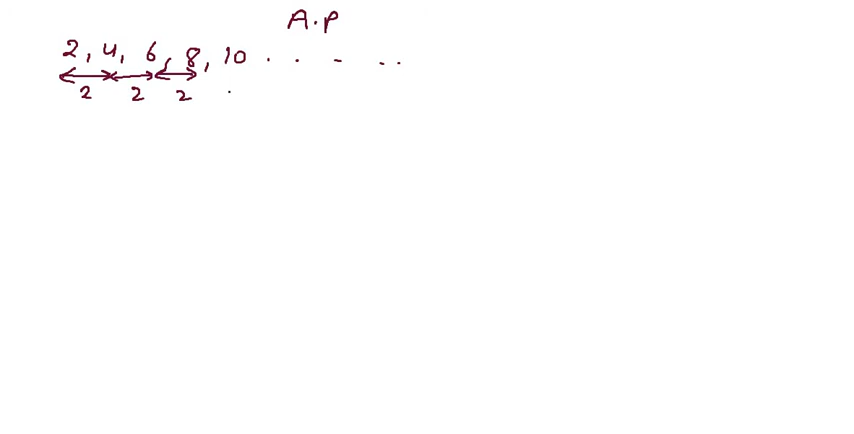 A.P
2, 4, 6, 8, 10 . . - . .
2 2 2 .